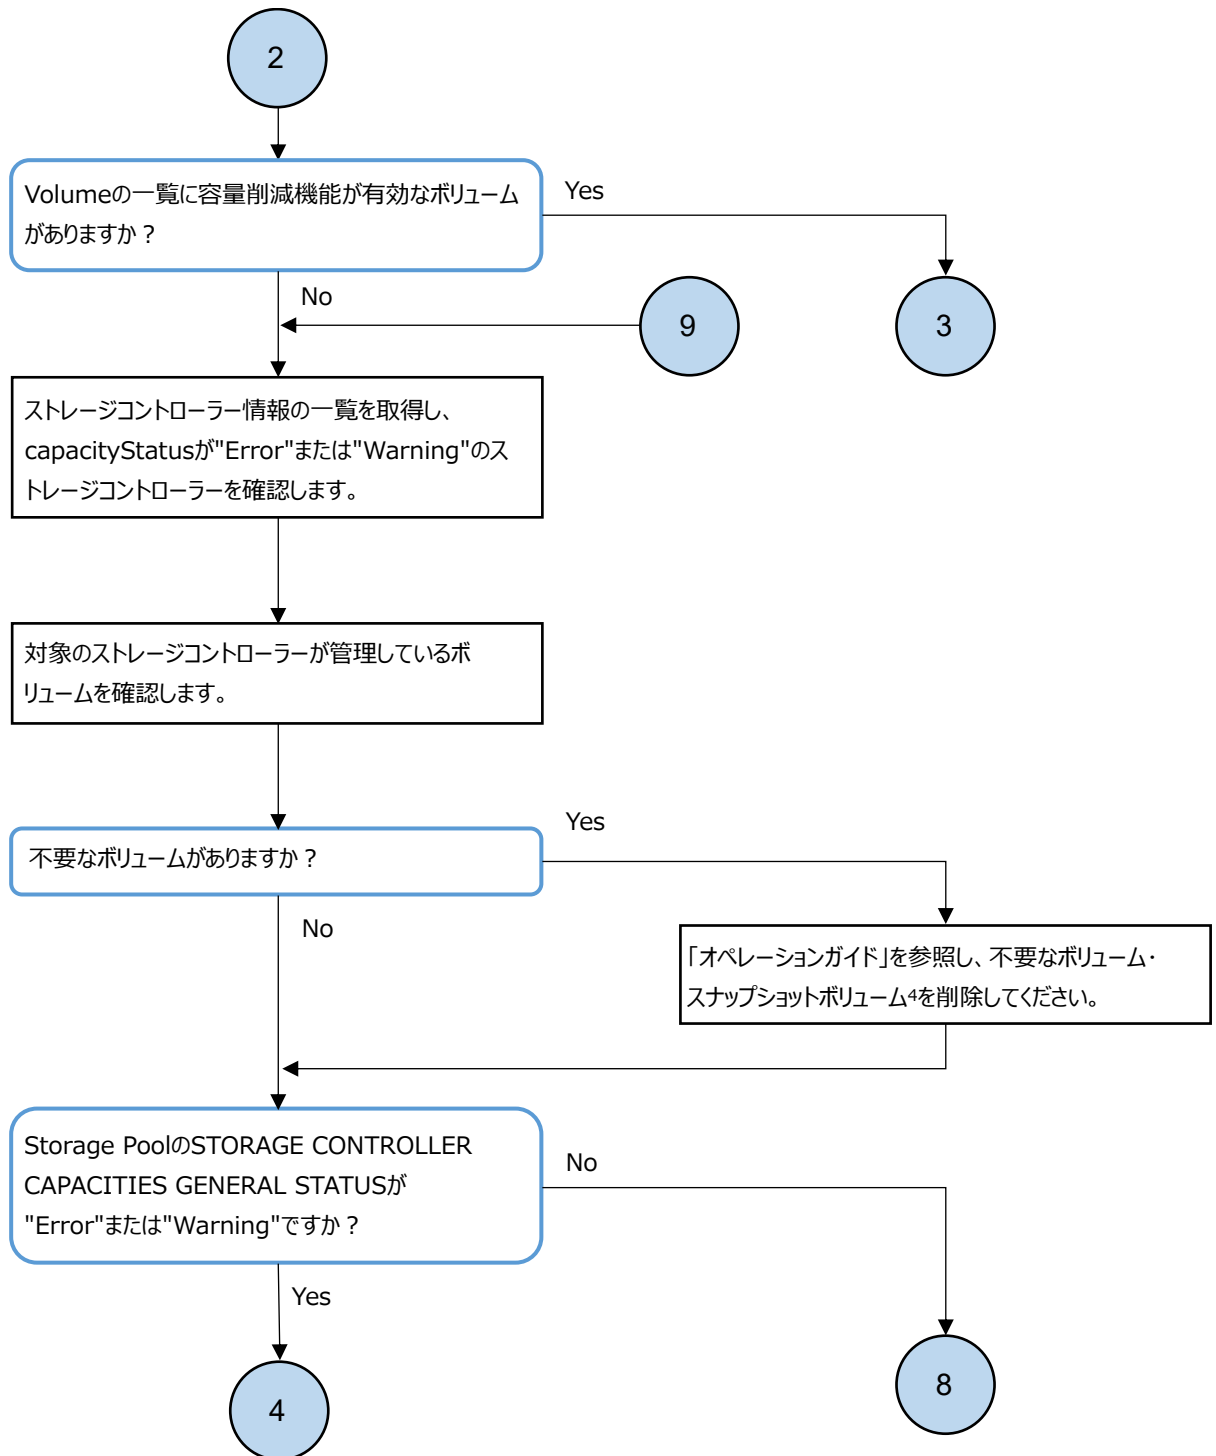 2
Volumeの一覧に容量削減機能が有効なボリューム
がありますか？
Yes
No
9
3
ストレージコントローラー情報の一覧を取得し、
capacityStatusが"Error"または"Warning"のス
トレージコントローラーを確認します。
対象のストレージコントローラーが管理しているボ
リュームを確認します。
不要なボリュームがありますか？
Yes
No
「オペレーションガイド」を参照し、不要なボリューム・
スナップショットボリューム4を削除してください。
Storage PoolのSTORAGE CONTROLLER
CAPACITIES GENERAL STATUSが
"Error"または"Warning"ですか？
No
Yes
4
8